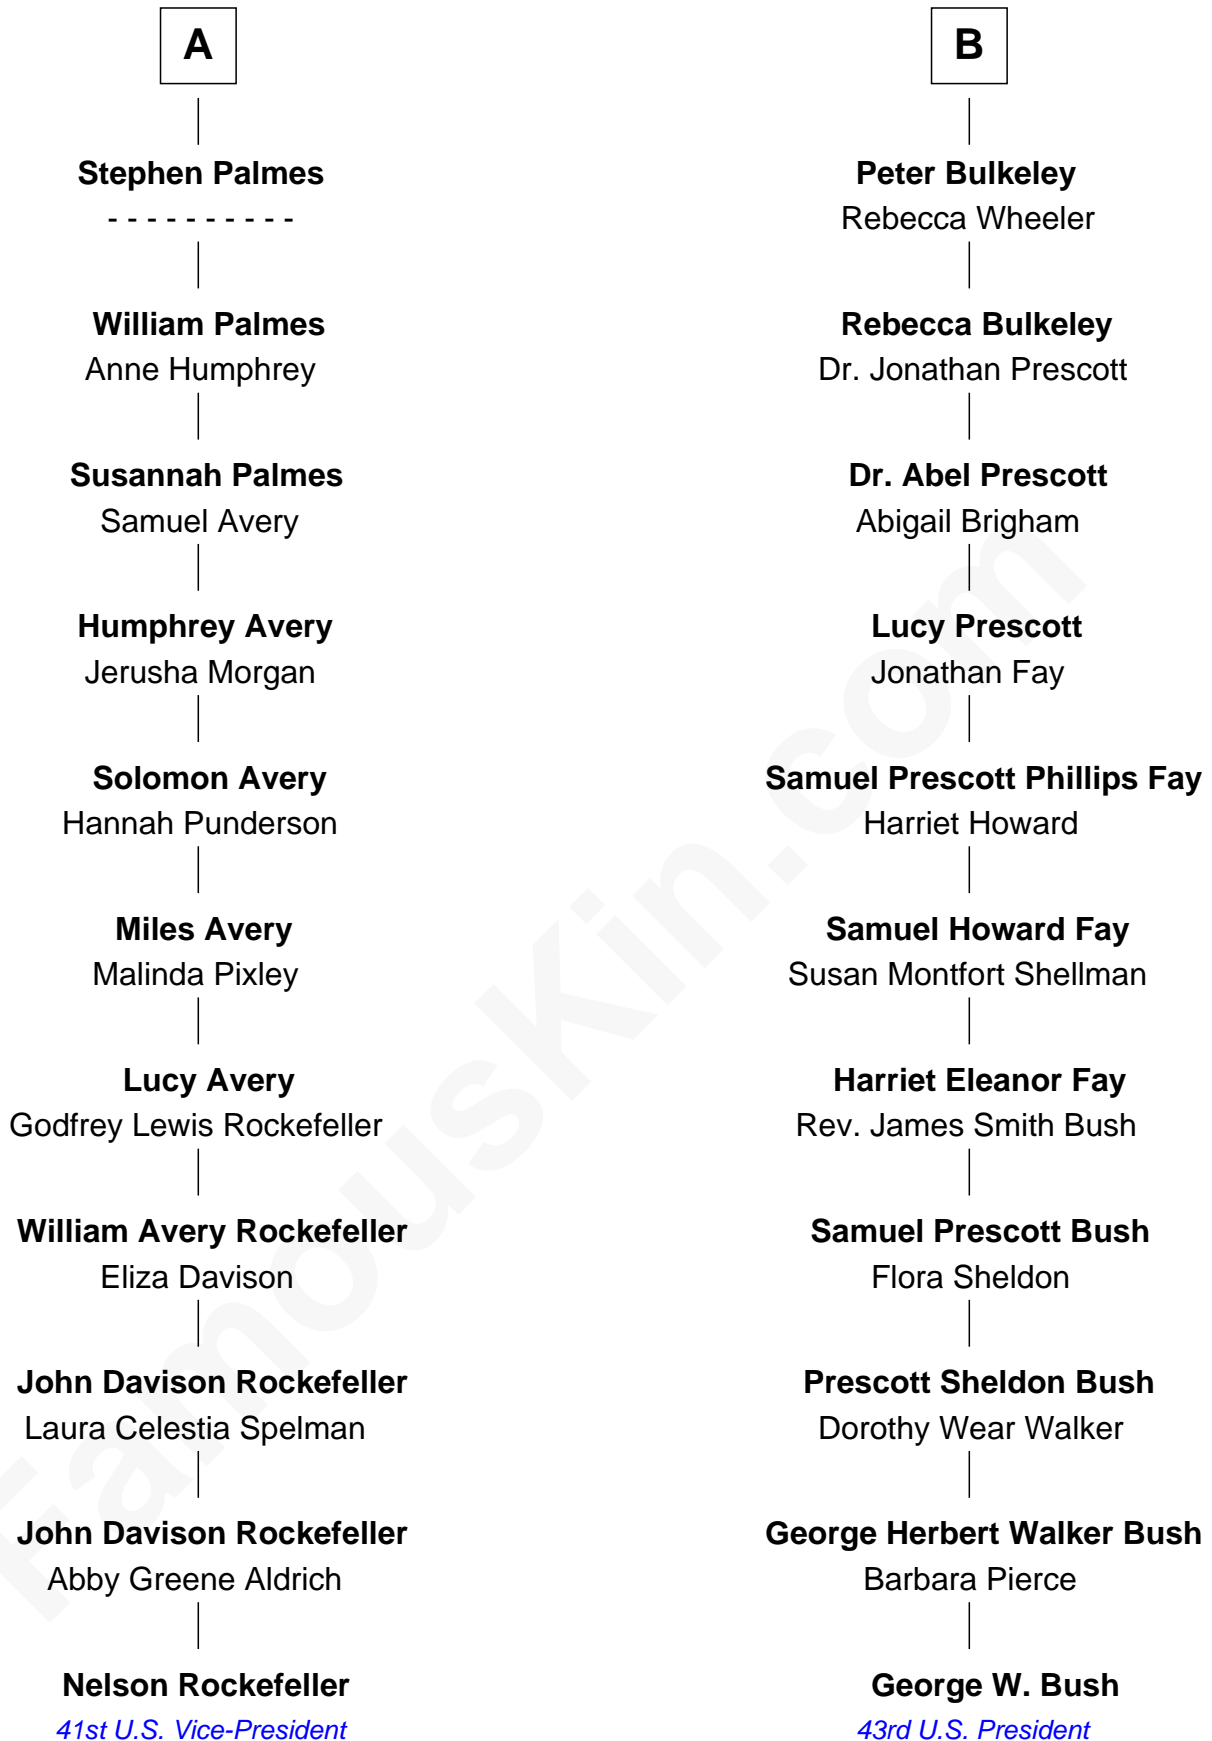 A
Stephen Palmes
- - - - - - - - - -
William Palmes
Anne Humphrey
Susannah Palmes
Samuel Avery
Humphrey Avery
Jerusha Morgan
Solomon Avery
Hannah Punderson
Miles Avery
Malinda Pixley
Lucy Avery
Godfrey Lewis Rockefeller
William Avery Rockefeller
Eliza Davison
John Davison Rockefeller
Laura Celestia Spelman
John Davison Rockefeller
Abby Greene Aldrich
Nelson Rockefeller
41st U.S. Vice-President
B
Peter Bulkeley
Rebecca Wheeler
Rebecca Bulkeley
Dr. Jonathan Prescott
Dr. Abel Prescott
Abigail Brigham
Lucy Prescott
Jonathan Fay
Samuel Prescott Phillips Fay
Harriet Howard
Samuel Howard Fay
Susan Montfort Shellman
Harriet Eleanor Fay
Rev. James Smith Bush
Samuel Prescott Bush
Flora Sheldon
Prescott Sheldon Bush
Dorothy Wear Walker
George Herbert Walker Bush
Barbara Pierce
George W. Bush
43rd U.S. President
FamousKin.com